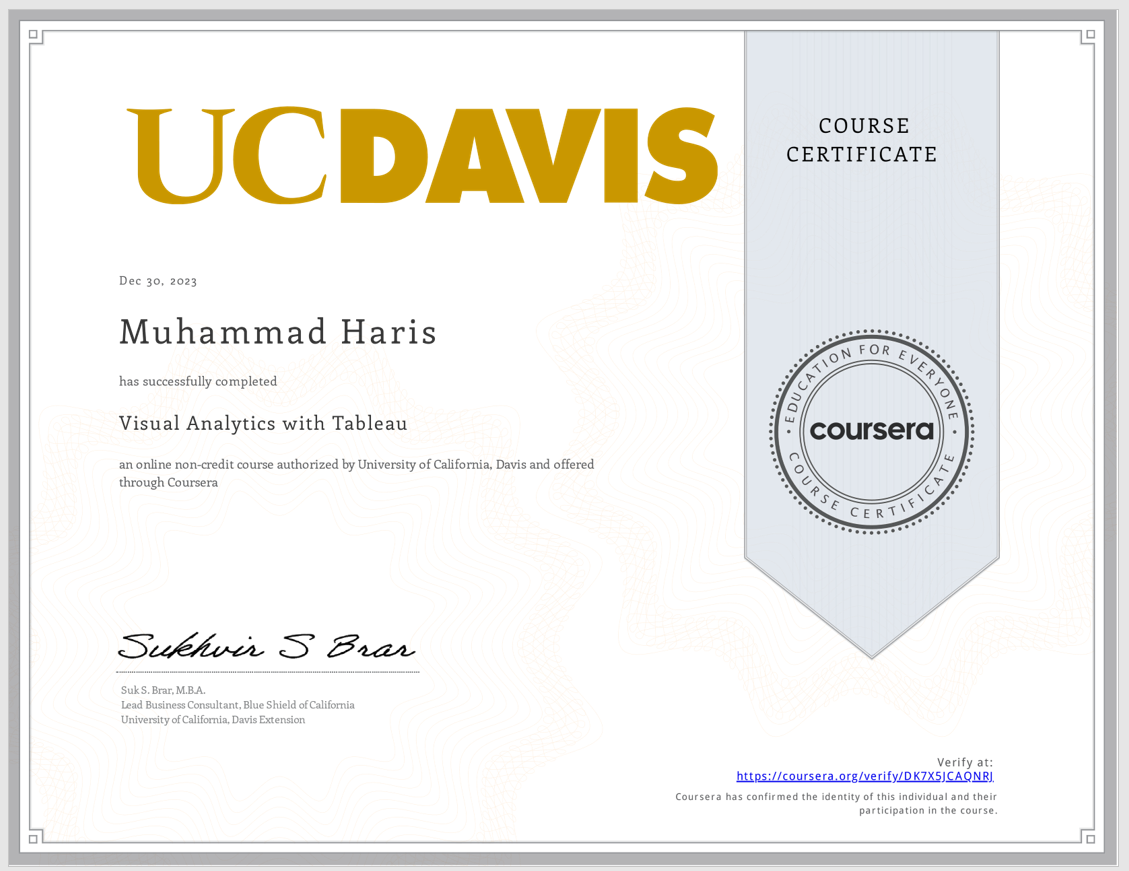 UCDAVIS
COURSE
CERTIFICATE
Dec 30, 2023
Muhammad Haris
has successfully completed
Visual Analytics with Tableau
an online non-credit course authorized by University of California, Davis and offered
through Coursera
EDUCATION FOR EVERYONE
coursera
COURSE CERTIFICATE
Sukhvir S Brar
Suk S. Brar, M.B.A.
Lead Business Consultant, Blue Shield of California
University of California, Davis Extension
Verify at:
https://coursera.org/verify/DK7X5JCAQNRJ
Coursera has confirmed the identity of this individual and their
participation in the course.